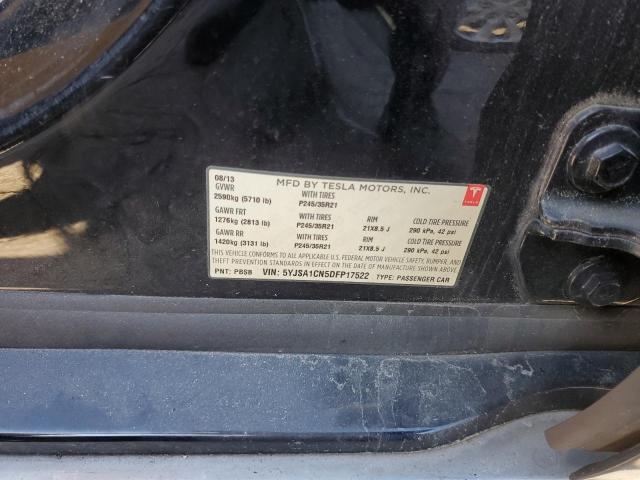 08/13 MFD BY TESLA MOTORS, INC.
GVWR WITH TIRES
2590kg (5710 lb) P245/35R21
GAWR FRT WITH TIRES RIM COLD TIRE PRESSURE
1276kg (2813 lb) P245/35R21 21X8.5 J 290 kPa, 42 psi
GAWR RR WITH TIRES RIM COLD TIRE PRESSURE
1420kg (3131 lb) P245/35R21 21X8.5 J 290 kPa, 42 psi
THIS VEHICLE CONFORMS TO ALL APPLICABLE U.S. FEDERAL MOTOR VEHICLE SAFETY, BUMPER, AND
THEFT PREVENTION STANDARDS IN EFFECT ON THE DATE OF MANUFACTURE SHOWN ABOVE.
PNT: PBSB VIN: 5YJSA1CN5DFP17522 TYPE: PASSENGER CAR
TESLA